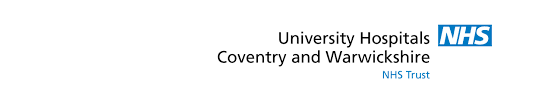 University Hospitals NHS
Coventry and Warwickshire
NHS Trust